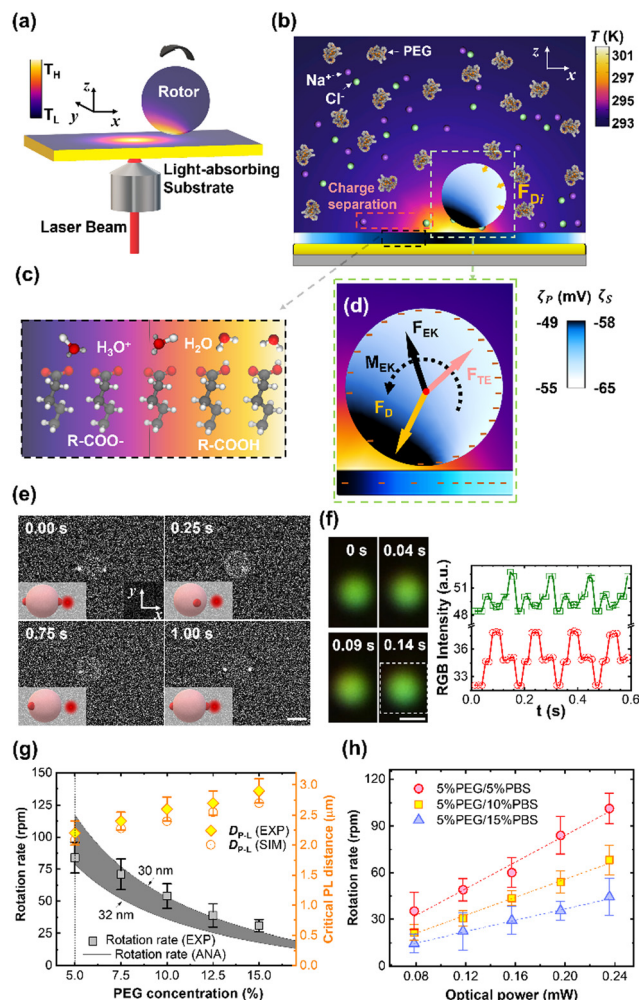 (a)
T_H
T_L
z
y
x
Rotor
Light-absorbing
Substrate
Laser Beam
(b)
PEG
Na⁺
Cl⁻
z
x
T (K)
301
299
297
295
293
Charge
separation
F_Di
(c)
H₃O⁺
H₂O
R-COO-
R-COOH
(d)
F_EK
M_EK
F_TE
F_D
ζ_P (mV) ζ_S
-49
-58
-55
-65
(e)
0.00 s
0.25 s
y
x
0.75 s
1.00 s
(f)
0 s
0.04 s
0.09 s
0.14 s
RGB Intensity (a.u.)
52
48
36
32
0.0 0.2 0.4 0.6
t (s)
(g)
Rotation rate (rpm)
150
125
100
75
50
25
0
D_P-L (EXP)
D_P-L (SIM)
30 nm
32 nm
Rotation rate (EXP)
Rotation rate (ANA)
3.0
2.5
2.0
1.5
1.0
0.5
0.0
Critical PL distance (μm)
5.0 7.5 10.0 12.5 15.0
PEG concentration (%)
(h)
Rotation rate (rpm)
120
90
60
30
0
5%PEG/5%PBS
5%PEG/10%PBS
5%PEG/15%PBS
0.08 0.12 0.16 0.20 0.24
Optical power (mW)